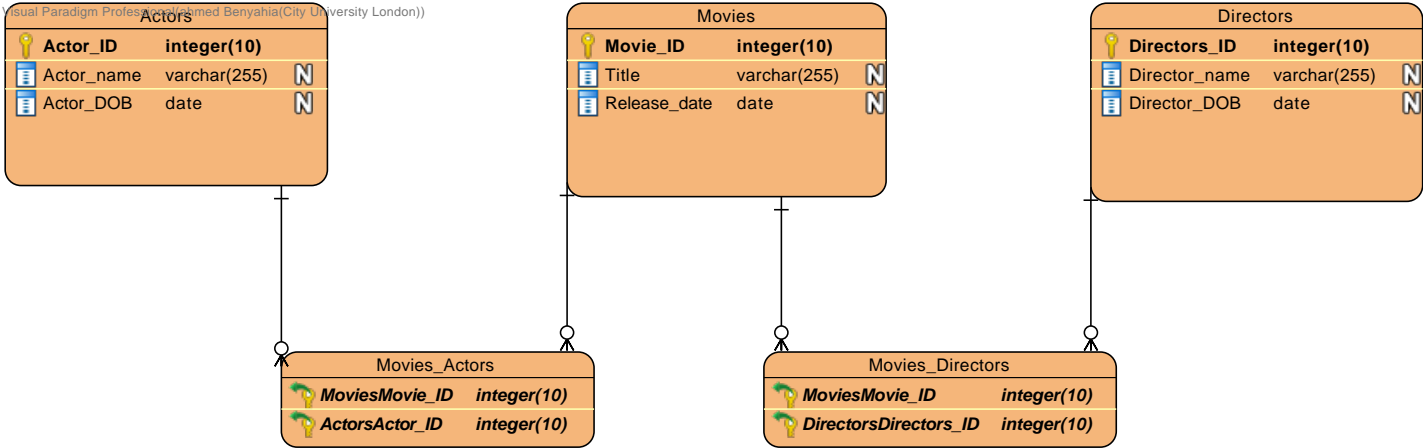 Visual Paradigm Professional(ahmed Benyahia(City University London))
Actors
Actor_ID integer(10)
Actor_name varchar(255) N
Actor_DOB date N
Movies
Movie_ID integer(10)
Title varchar(255) N
Release_date date N
Directors
Directors_ID integer(10)
Director_name varchar(255) N
Director_DOB date N
Movies_Actors
MoviesMovie_ID integer(10)
ActorsActor_ID integer(10)
Movies_Directors
MoviesMovie_ID integer(10)
DirectorsDirectors_ID integer(10)